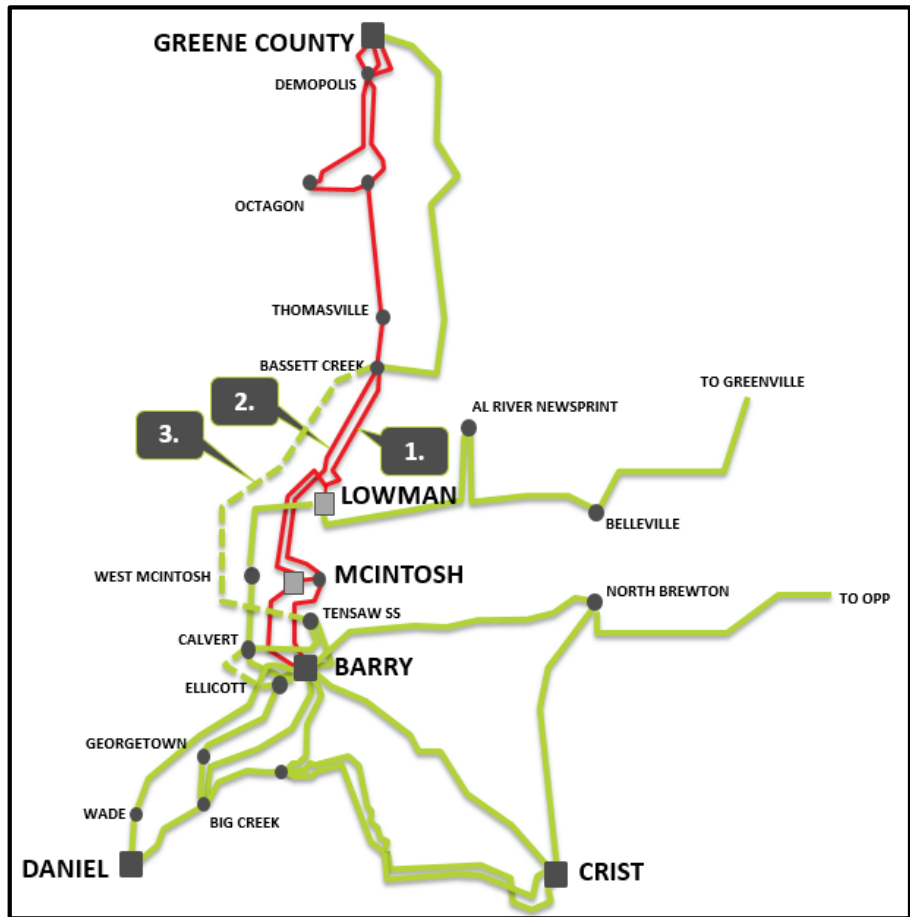 GREENE COUNTY
DEMOPOLIS
OCTAGON
THOMASVILLE
BASSETT CREEK
TO GREENVILLE
2.
AL RIVER NEWSPRINT
3.
1.
LOWMAN
BELLEVILLE
WEST MCINTOSH
MCINTOSH
NORTH BREWTON
TO OPP
TENSAW SS
CALVERT
BARRY
ELLICOTT
GEORGETOWN
WADE
BIG CREEK
DANIEL
CRIST